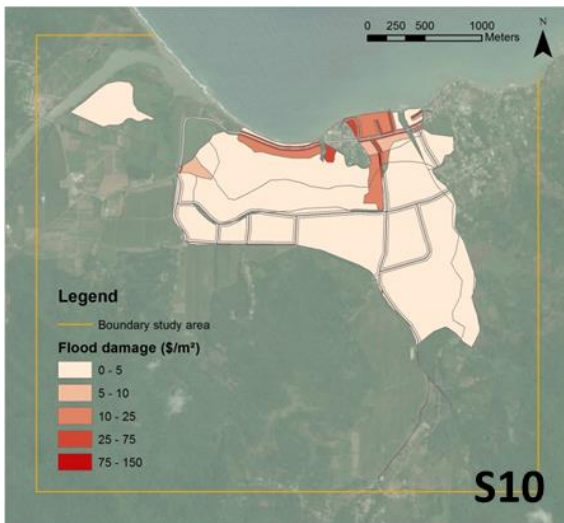 0 250 500 1000
Meters
N
Legend
Boundary study area
Flood damage ($/m²)
0 - 5
5 - 10
10 - 25
25 - 75
75 - 150
S10